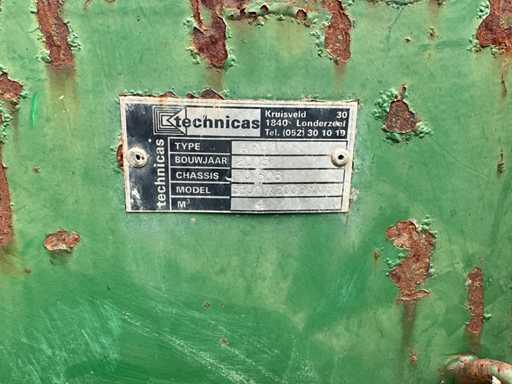 technicas
Kruisveld 30
1840 Londerzeel
Tel. (052) 30 10 19
technicas
TYPE
BOUWJAAR
CHASSIS
MODEL
M³